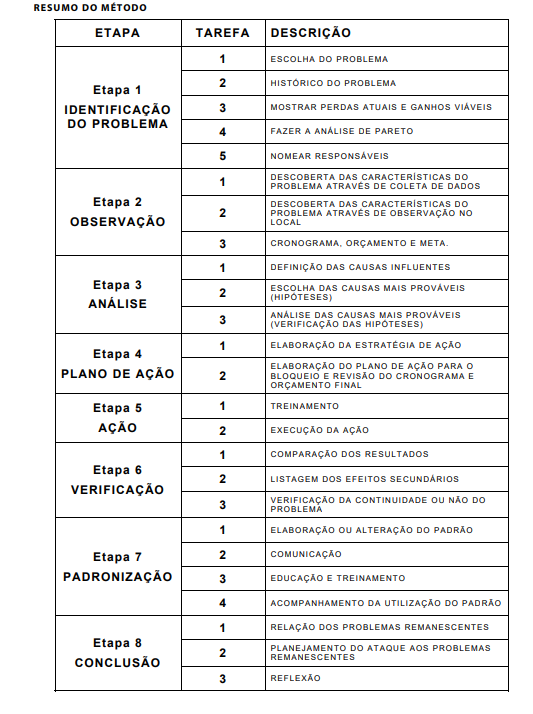 RESUMO DO MÉTODO
ETAPA TAREFA DESCRIÇÃO
Etapa 1
IDENTIFICAÇÃO
DO PROBLEMA
1 ESCOLHA DO PROBLEMA
2 HISTÓRICO DO PROBLEMA
3 MOSTRAR PERDAS ATUAIS E GANHOS VIÁVEIS
4 FAZER A ANÁLISE DE PARETO
5 NOMEAR RESPONSÁVEIS
Etapa 2
OBSERVAÇÃO
1 DESCOBERTA DAS CARACTERÍSTICAS DO
PROBLEMA ATRAVÉS DE COLETA DE DADOS
2 DESCOBERTA DAS CARACTERÍSTICAS DO
PROBLEMA ATRAVÉS DE OBSERVAÇÃO NO
LOCAL
3 CRONOGRAMA, ORÇAMENTO E META.
Etapa 3
ANÁLISE
1 DEFINIÇÃO DAS CAUSAS INFLUENTES
2 ESCOLHA DAS CAUSAS MAIS PROVÁVEIS
(HIPÓTESES)
3 ANÁLISE DAS CAUSAS MAIS PROVÁVEIS
(VERIFICAÇÃO DAS HIPÓTESES)
Etapa 4
PLANO DE AÇÃO
1 ELABORAÇÃO DA ESTRATÉGIA DE AÇÃO
2 ELABORAÇÃO DO PLANO DE AÇÃO PARA O
BLOQUEIO E REVISÃO DO CRONOGRAMA E
ORÇAMENTO FINAL
Etapa 5
AÇÃO
1 TREINAMENTO
2 EXECUÇÃO DA AÇÃO
Etapa 6
VERIFICAÇÃO
1 COMPARAÇÃO DOS RESULTADOS
2 LISTAGEM DOS EFEITOS SECUNDÁRIOS
3 VERIFICAÇÃO DA CONTINUIDADE OU NÃO DO
PROBLEMA
Etapa 7
PADRONIZAÇÃO
1 ELABORAÇÃO OU ALTERAÇÃO DO PADRÃO
2 COMUNICAÇÃO
3 EDUCAÇÃO E TREINAMENTO
4 ACOMPANHAMENTO DA UTILIZAÇÃO DO PADRÃO
Etapa 8
CONCLUSÃO
1 RELAÇÃO DOS PROBLEMAS REMANESCENTES
2 PLANEJAMENTO DO ATAQUE AOS PROBLEMAS
REMANESCENTES
3 REFLEXÃO